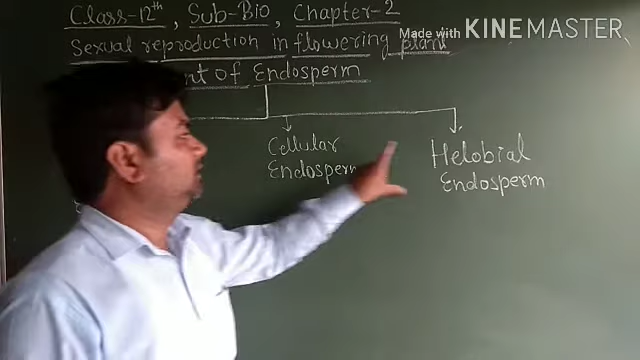 Class-12th, Sub-Bio, Chapter-2
Made with KINEMASTER
Sexual reproduction in flowering plant
of Endosperm
Cellular
Endosperm
Helobial
Endosperm